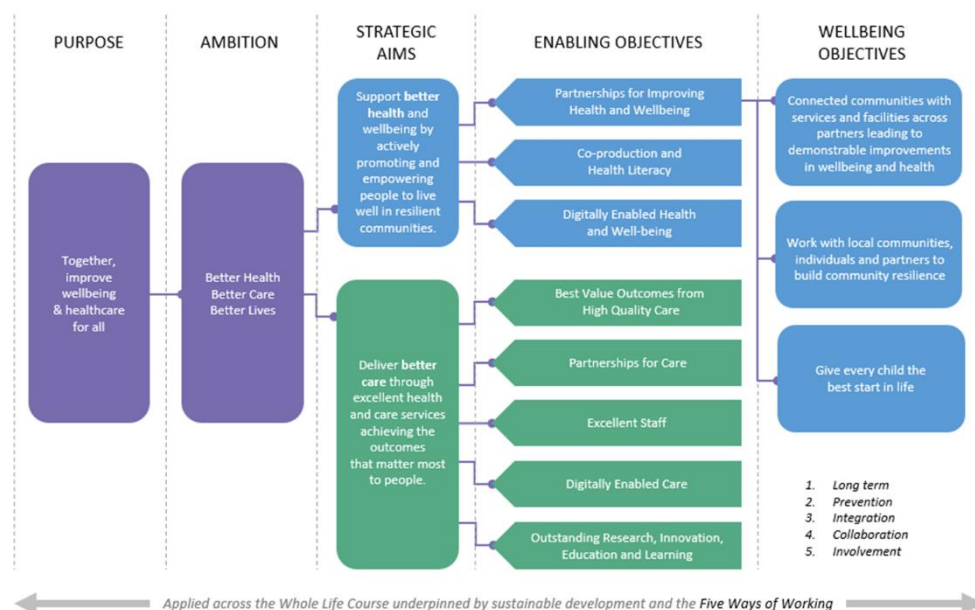 PURPOSE
AMBITION
STRATEGIC
AIMS
ENABLING OBJECTIVES
WELLBEING
OBJECTIVES
Together,
improve
wellbeing
& healthcare
for all
Better Health
Better Care
Better Lives
Support better
health and
wellbeing by
actively
promoting and
empowering
people to live
well in resilient
communities.
Deliver better
care through
excellent health
and care services
achieving the
outcomes
that matter most
to people.
Partnerships for Improving
Health and Wellbeing
Co-production and
Health Literacy
Digitally Enabled Health
and Well-being
Best Value Outcomes from
High Quality Care
Partnerships for Care
Excellent Staff
Digitally Enabled Care
Outstanding Research, Innovation,
Education and Learning
Connected communities with
services and facilities across
partners leading to
demonstrable improvements
in wellbeing and health
Work with local communities,
individuals and partners to
build community resilience
Give every child the
best start in life
1. Long term
2. Prevention
3. Integration
4. Collaboration
5. Involvement
Applied across the Whole Life Course underpinned by sustainable development and the Five Ways of Working